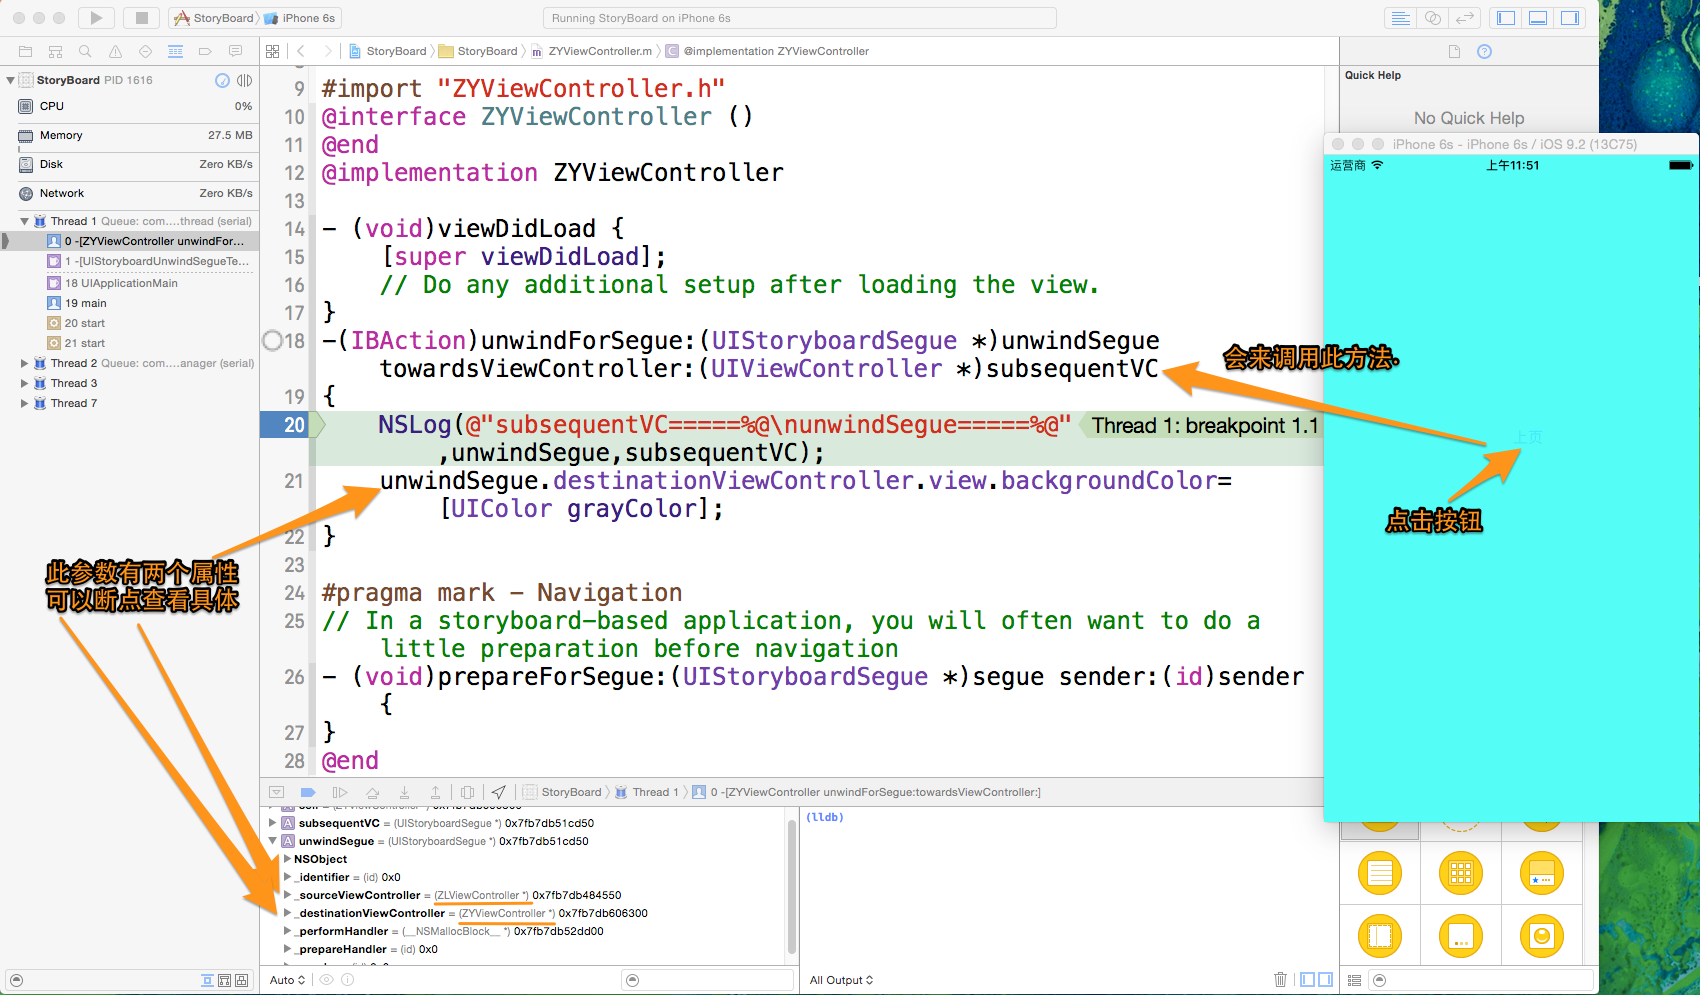 StoryBoard
iPhone 6s
Running StoryBoard on iPhone 6s
StoryBoard
StoryBoard
ZYViewController.m
@implementation ZYViewController
StoryBoard PID 1616
CPU
0%
Memory
27.5 MB
Disk
Zero KB/s
Network
Zero KB/s
Thread 1 Queue: com....thread (serial)
0 -[ZYViewController unwindFor...
1 -[UIStoryboardUnwindSegueTe...
18 UIApplicationMain
19 main
20 start
21 start
Thread 2 Queue: com....anager (serial)
Thread 3
Thread 7
9 #import "ZYViewController.h"
10 @interface ZYViewController ()
11 @end
12 @implementation ZYViewController
13
14 - (void)viewDidLoad {
15 [super viewDidLoad];
16 // Do any additional setup after loading the view.
17 }
18 -(IBAction)unwindForSegue:(UIStoryboardSegue *)unwindSegue
towardsViewController:(UIViewController *)subsequentVC
19 {
20 NSLog(@"subsequentVC=====%@\nunwindSegue=====%@"
Thread 1: breakpoint 1.1
,unwindSegue,subsequentVC);
21 unwindSegue.destinationViewController.view.backgroundColor=
[UIColor grayColor];
22 }
23
24 #pragma mark - Navigation
25 // In a storyboard-based application, you will often want to do a
little preparation before navigation
26 - (void)prepareForSegue:(UIStoryboardSegue *)segue sender:(id)sender
{
27 }
28 @end
此参数有两个属性
可以断点查看具体
会来调用此方法.
点击按钮
Quick Help
No Quick Help
iPhone 6s - iPhone 6s / iOS 9.2 (13C75)
运营商
上午11:51
上页
StoryBoard
Thread 1
0 -[ZYViewController unwindForSegue:towardsViewController:]
subsequentVC = (UIStoryboardSegue *) 0x7fb7db51cd50
unwindSegue = (UIStoryboardSegue *) 0x7fb7db51cd50
NSObject
_identifier = (id) 0x0
_sourceViewController = (ZLViewController *) 0x7fb7db484550
_destinationViewController = (ZYViewController *) 0x7fb7db606300
_performHandler = (__NSMallocBlock__ *) 0x7fb7db52dd00
_prepareHandler = (id) 0x0
(lldb)
Auto
All Output